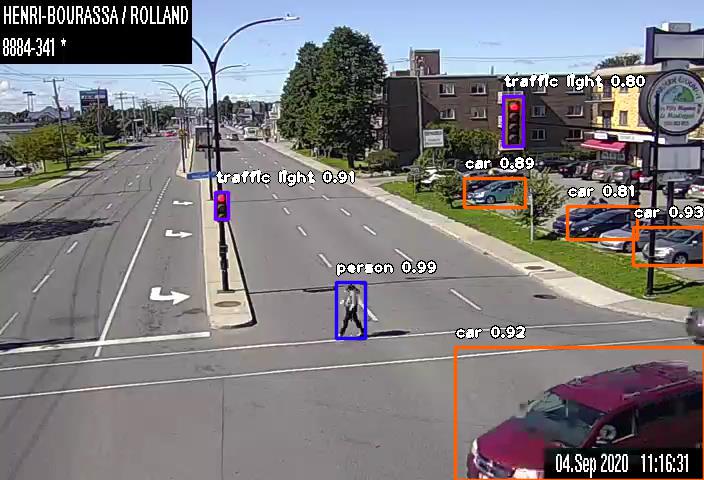 HENRI-BOURASSA / ROLLAND
8884-341 *
traffic light 0.80
car 0.89
traffic light 0.91
car 0.81
car 0.93
person 0.99
car 0.92
04.Sep 2020 11:16:31